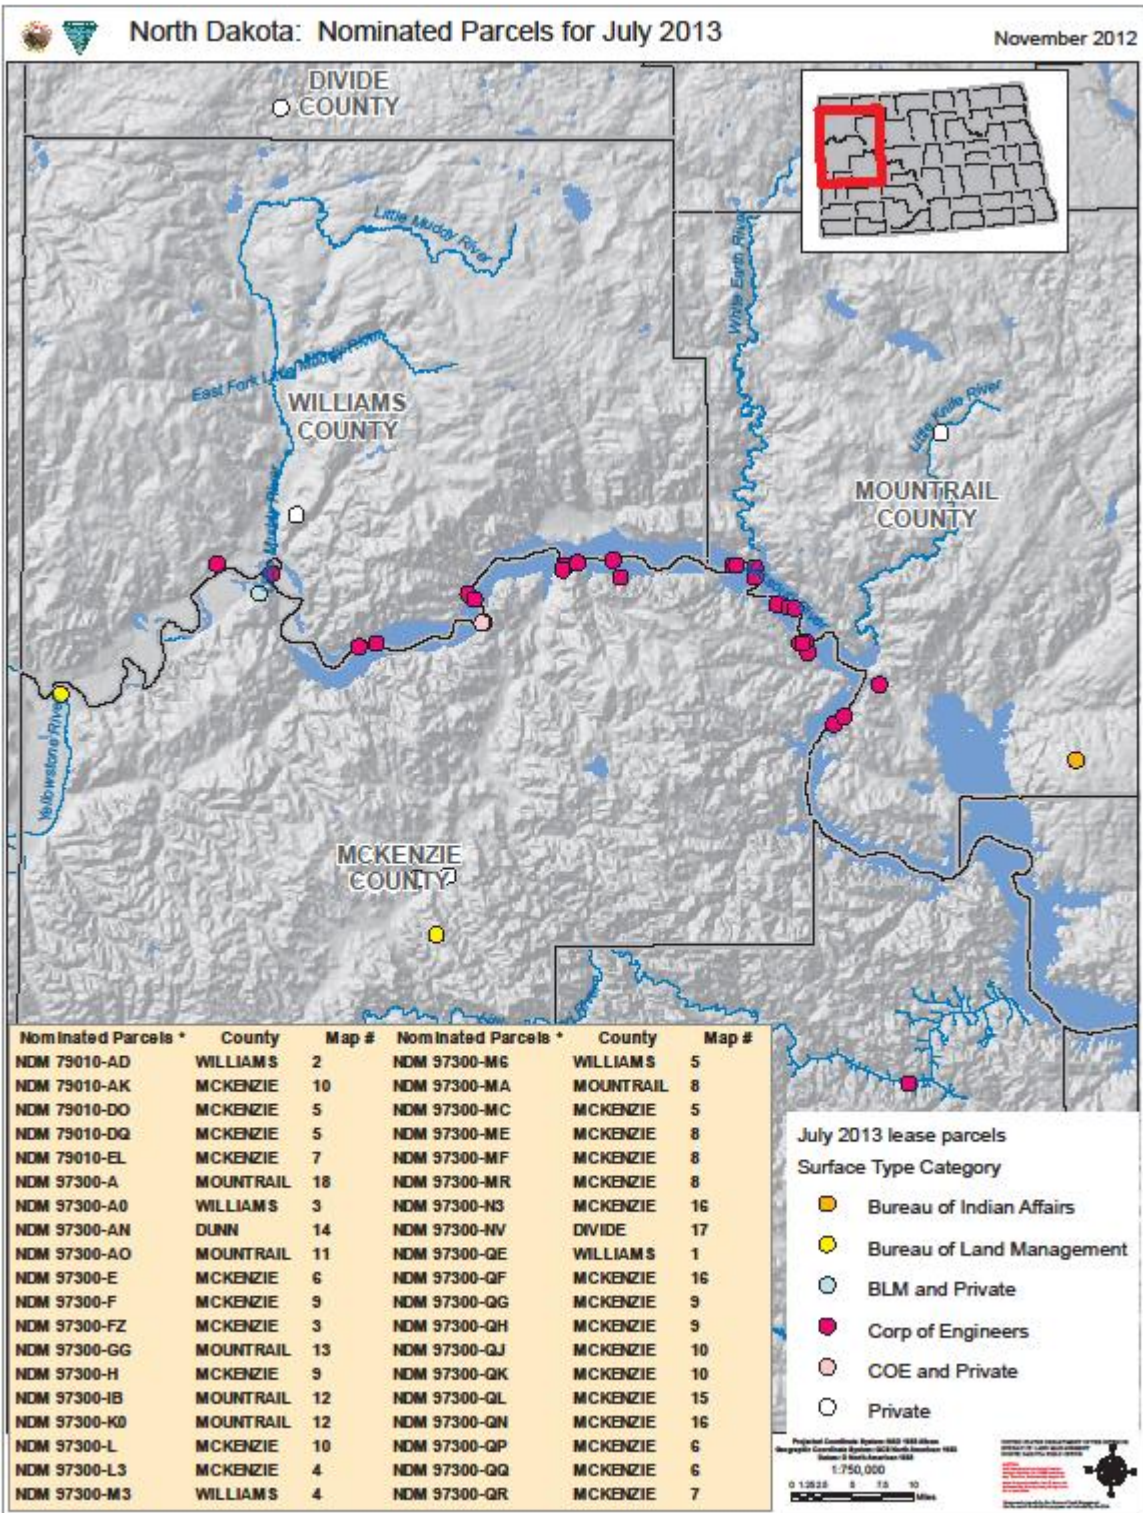 North Dakota: Nominated Parcels for July 2013
November 2012
DIVIDE
COUNTY
Little Muddy River
White Earth River
East Fork Little Muddy River
WILLIAMS
COUNTY
Little Knife River
MOUNTRAIL
COUNTY
Muddy River
Yellowstone River
MCKENZIE
COUNTY
Nominated Parcels * County Map # Nominated Parcels * County Map #
NDM 79010-AD WILLIAMS 2 NDM 97300-M6 WILLIAMS 5
NDM 79010-AK MCKENZIE 10 NDM 97300-MA MOUNTRAIL 8
NDM 79010-DO MCKENZIE 5 NDM 97300-MC MCKENZIE 5
NDM 79010-DQ MCKENZIE 5 NDM 97300-ME MCKENZIE 8
NDM 79010-EL MCKENZIE 7 NDM 97300-MF MCKENZIE 8
NDM 97300-A MOUNTRAIL 18 NDM 97300-MR MCKENZIE 8
NDM 97300-A0 WILLIAMS 3 NDM 97300-N3 MCKENZIE 16
NDM 97300-AN DUNN 14 NDM 97300-NV DIVIDE 17
NDM 97300-AO MOUNTRAIL 11 NDM 97300-QE WILLIAMS 1
NDM 97300-E MCKENZIE 6 NDM 97300-QF MCKENZIE 16
NDM 97300-F MCKENZIE 9 NDM 97300-QG MCKENZIE 9
NDM 97300-FZ MCKENZIE 3 NDM 97300-QH MCKENZIE 9
NDM 97300-GG MOUNTRAIL 13 NDM 97300-QJ MCKENZIE 10
NDM 97300-H MCKENZIE 9 NDM 97300-QK MCKENZIE 10
NDM 97300-IB MOUNTRAIL 12 NDM 97300-QL MCKENZIE 15
NDM 97300-K0 MOUNTRAIL 12 NDM 97300-QN MCKENZIE 16
NDM 97300-L MCKENZIE 10 NDM 97300-QP MCKENZIE 6
NDM 97300-L3 MCKENZIE 4 NDM 97300-QQ MCKENZIE 6
NDM 97300-M3 WILLIAMS 4 NDM 97300-QR MCKENZIE 7
July 2013 lease parcels
Surface Type Category
Bureau of Indian Affairs
Bureau of Land Management
BLM and Private
Corp of Engineers
COE and Private
Private
1:750,000
Miles